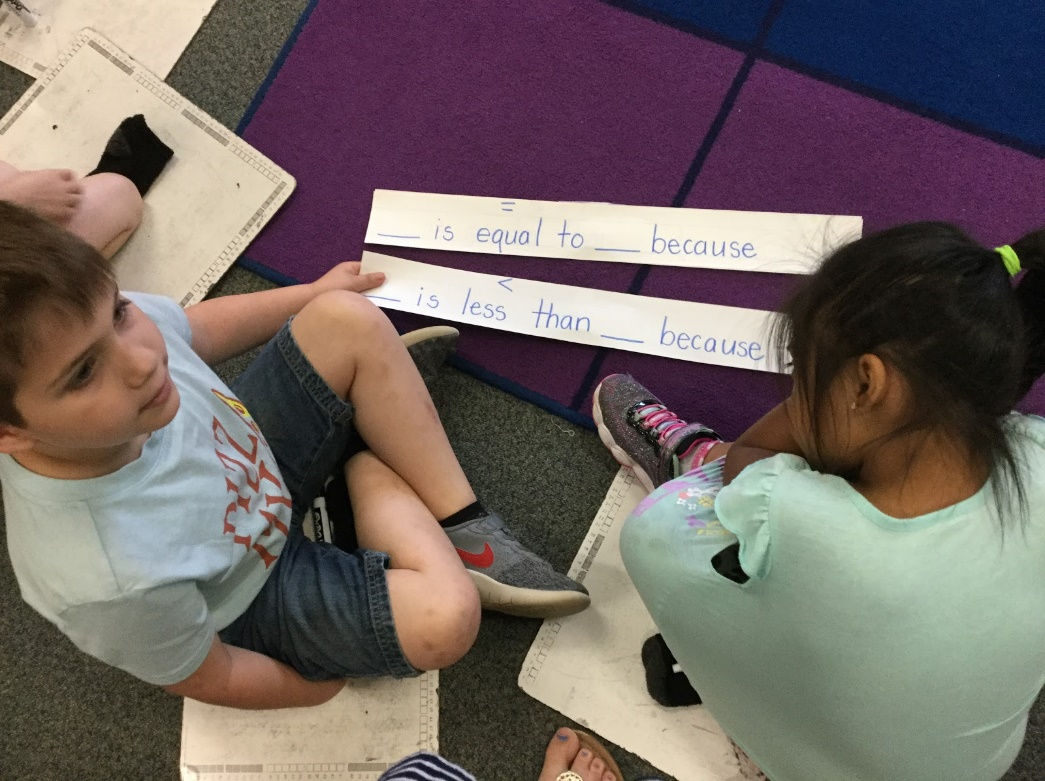 =
___ is equal to ___ because
<
___ is less than ___ because